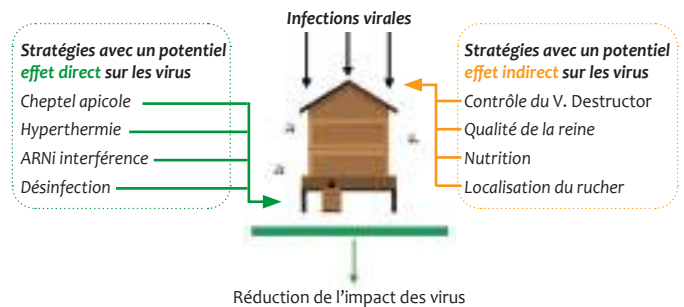 Infections virales
Stratégies avec un potentiel
effet direct sur les virus
Cheptel apicole
Hyperthermie
ARNi interférence
Désinfection
Stratégies avec un potentiel
effet indirect sur les virus
Contrôle du V. Destructor
Qualité de la reine
Nutrition
Localisation du rucher
Réduction de l'impact des virus